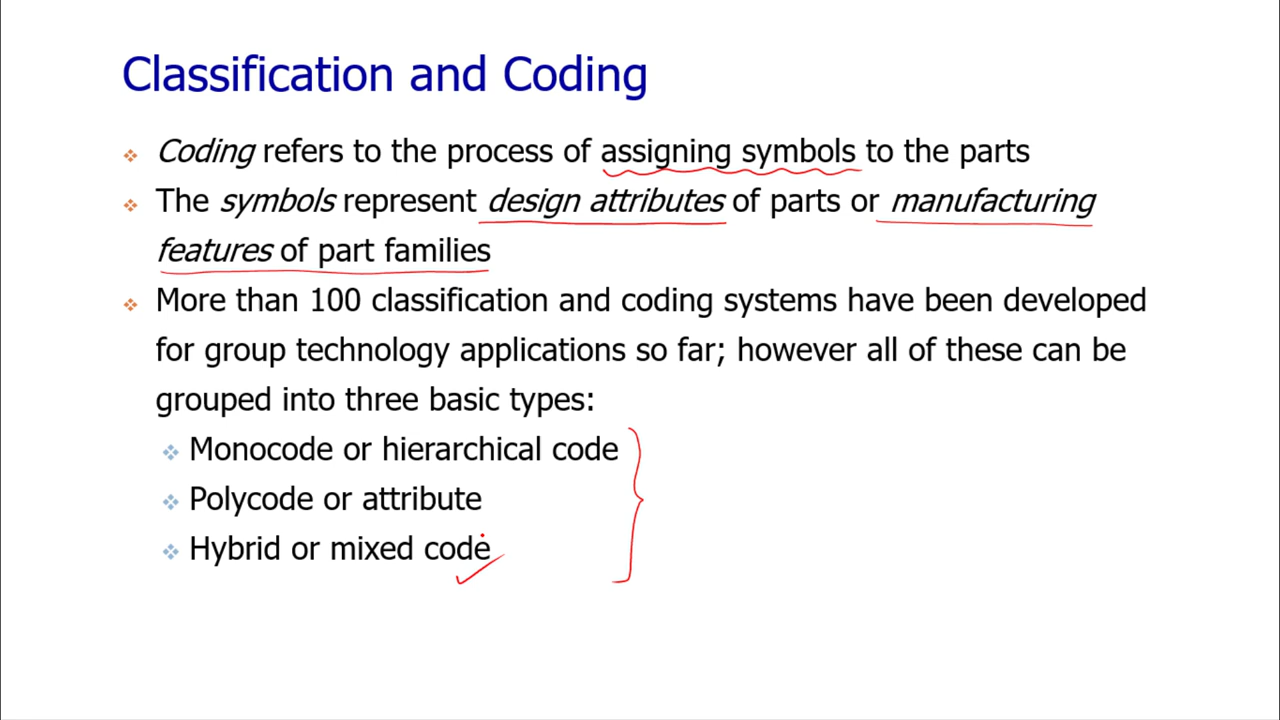 Classification and Coding
Coding refers to the process of assigning symbols to the parts
The symbols represent design attributes of parts or manufacturing
features of part families
More than 100 classification and coding systems have been developed
for group technology applications so far; however all of these can be
grouped into three basic types:
Monocode or hierarchical code
Polycode or attribute
Hybrid or mixed code